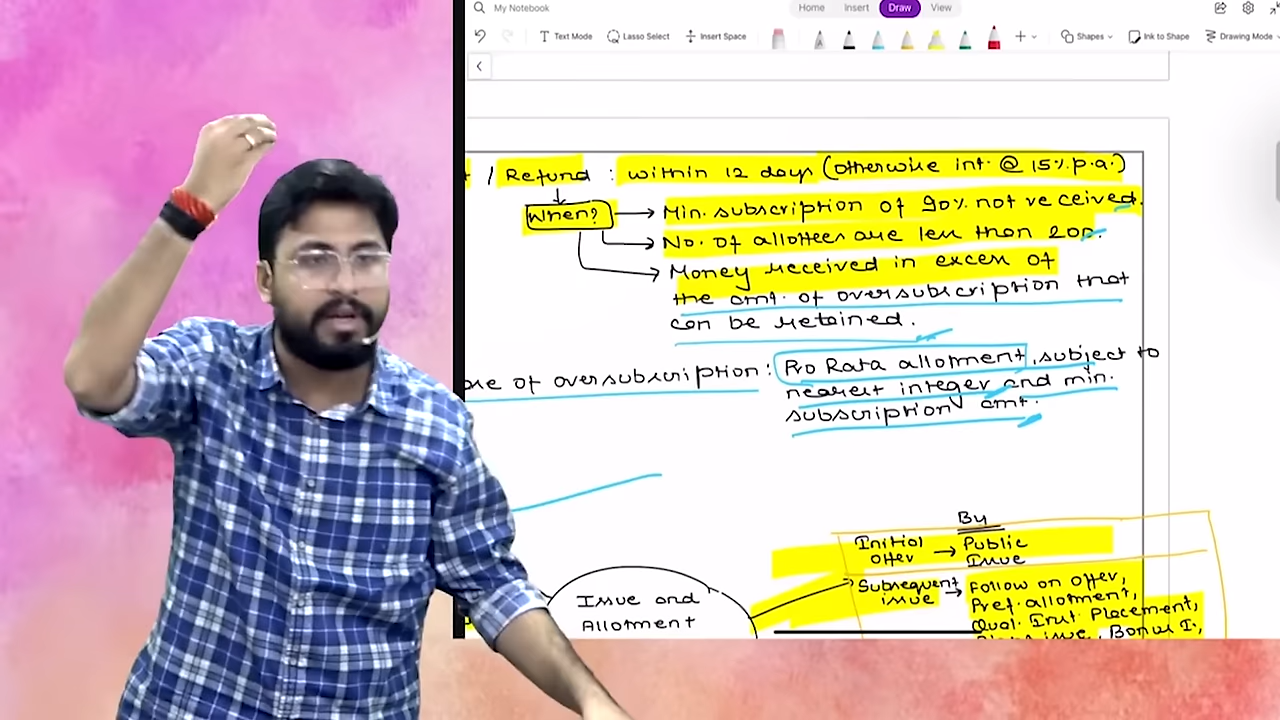 My Notebook
Home Insert Draw View
Text Mode Lasso Select Insert Space Shapes Ink to Shape Drawing Mode
/ Refund : within 12 days (otherwise int. @ 15% p.a.)
When?
Min. subscription of 90% not received.
No. of allottees are less than 200.
Money received in excess of
the amt. of oversubscription that
can be retained.
of oversubscription : Pro Rata allotment, subject to
nearest integer and min.
subscription amt.
By
Initial offer → Public Issue
Subsequent issue → Follow on offer,
Pref. allotment,
Qual. Inst. Placement,
Bonus I.,
Issue and
Allotment